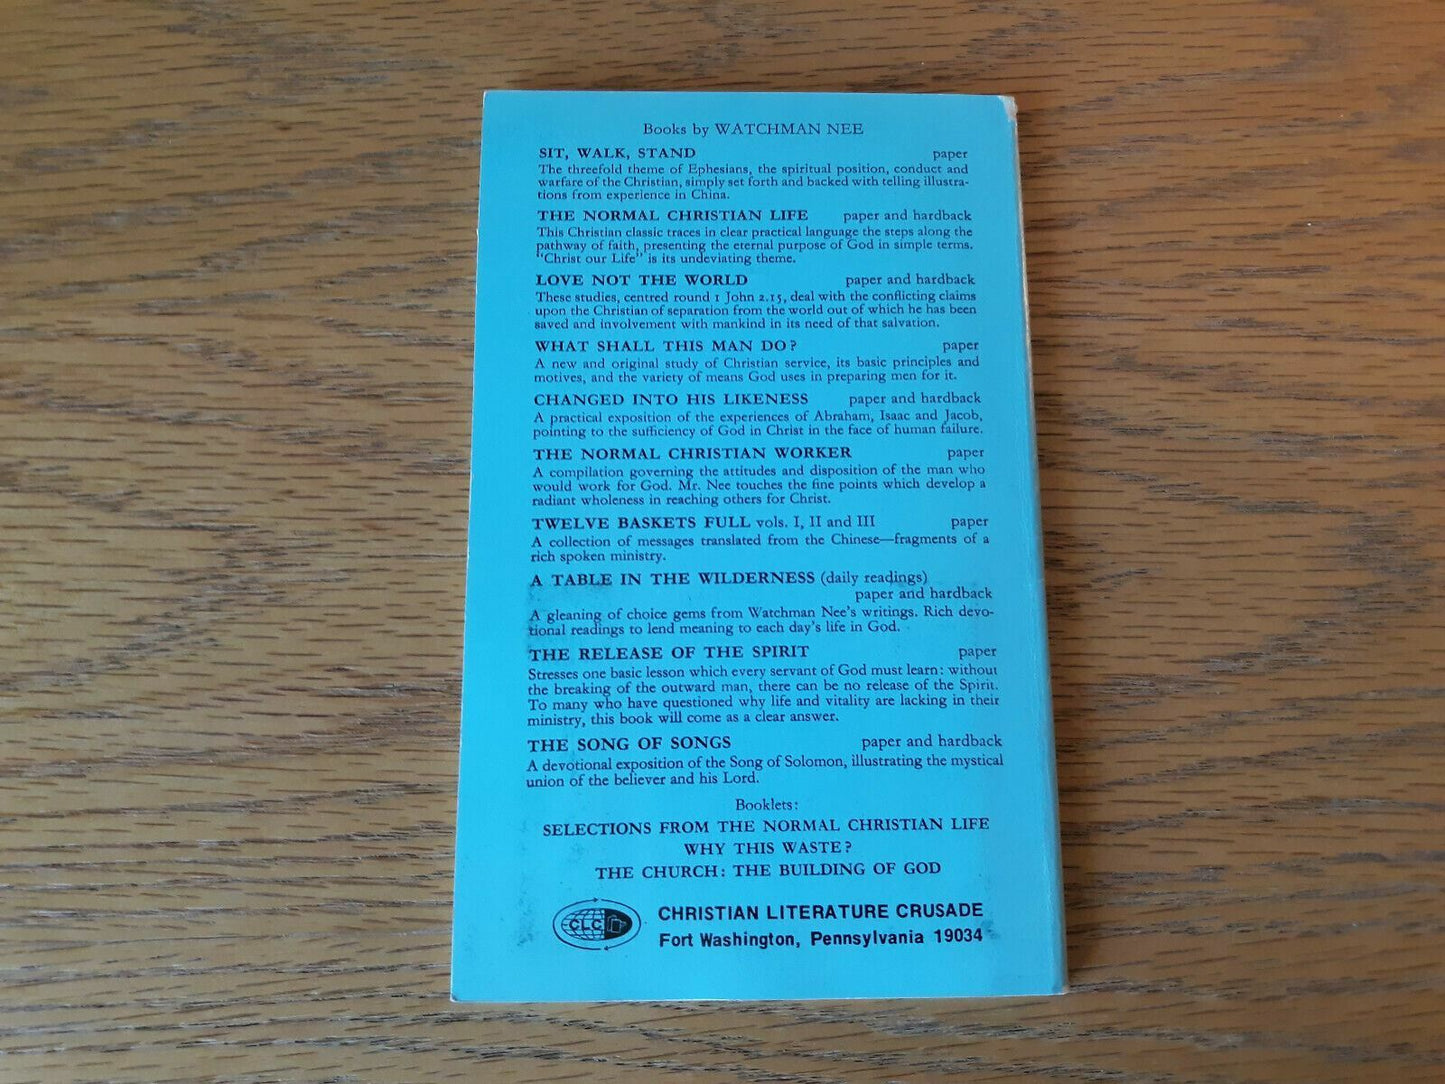 Books by WATCHMAN NEE
SIT, WALK, STAND paper
The threefold theme of Ephesians, the spiritual position, conduct and
warfare of the Christian, simply set forth and backed with telling illustra-
tions from experience in China.
THE NORMAL CHRISTIAN LIFE paper and hardback
This Christian classic traces in clear practical language the steps along the
pathway of faith, presenting the eternal purpose of God in simple terms.
"Christ our Life" is its undeviating theme.
LOVE NOT THE WORLD paper and hardback
These studies, centred round 1 John 2.15, deal with the conflicting claims
upon the Christian of separation from the world out of which he has been
saved and involvement with mankind in its need of that salvation.
WHAT SHALL THIS MAN DO? paper
A new and original study of Christian service, its basic principles and
motives, and the variety of means God uses in preparing men for it.
CHANGED INTO HIS LIKENESS paper and hardback
A practical exposition of the experiences of Abraham, Isaac and Jacob,
pointing to the sufficiency of God in Christ in the face of human failure.
THE NORMAL CHRISTIAN WORKER paper
A compilation governing the attitudes and disposition of the man who
would work for God. Mr. Nee touches the fine points which develop a
radiant wholeness in reaching others for Christ.
TWELVE BASKETS FULL vols. I, II and III paper
A collection of messages translated from the Chinese—fragments of a
rich spoken ministry.
A TABLE IN THE WILDERNESS (daily readings)
paper and hardback
A gleaning of choice gems from Watchman Nee's writings. Rich devo-
tional readings to lend meaning to each day's life in God.
THE RELEASE OF THE SPIRIT paper
Stresses one basic lesson which every servant of God must learn: without
the breaking of the outward man, there can be no release of the Spirit.
To many who have questioned why life and vitality are lacking in their
ministry, this book will come as a clear answer.
THE SONG OF SONGS paper and hardback
A devotional exposition of the Song of Solomon, illustrating the mystical
union of the believer and his Lord.
Booklets:
SELECTIONS FROM THE NORMAL CHRISTIAN LIFE
WHY THIS WASTE?
THE CHURCH: THE BUILDING OF GOD
CLC
CHRISTIAN LITERATURE CRUSADE
Fort Washington, Pennsylvania 19034